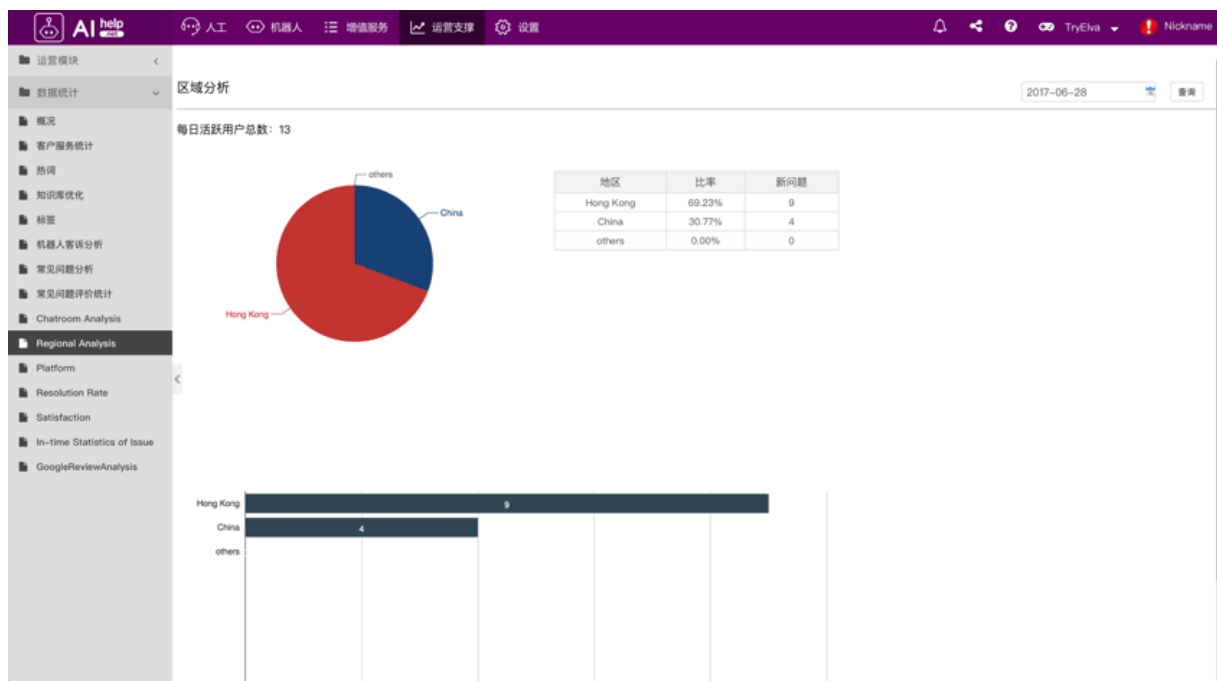 AI help .net 人工 机器人 增值服务 运营支撑 设置 TryElva Nickname
运营模块
数据统计
概况
客户服务统计
热词
知识库优化
标签
机器人客诉分析
常见问题分析
常见问题评价统计
Chatroom Analysis
Regional Analysis
Platform
Resolution Rate
Satisfaction
In-time Statistics of Issue
GoogleReviewAnalysis
区域分析 2017-06-28 查询
每日活跃用户总数：13
others
China
Hong Kong
地区 比率 新问题
Hong Kong 69.23% 9
China 30.77% 4
others 0.00% 0
Hong Kong 9
China 4
others